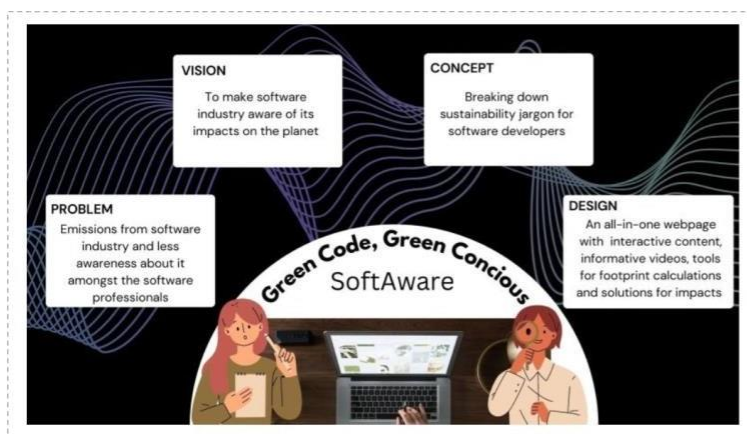 VISION
To make software
industry aware of its
impacts on the planet
CONCEPT
Breaking down
sustainability jargon for
software developers
PROBLEM
Emissions from software
industry and less
awareness about it
amongst the software
professionals
DESIGN
An all-in-one webpage
with interactive content,
informative videos, tools
for footprint calculations
and solutions for impacts
Green Code, Green Concious
SoftAware